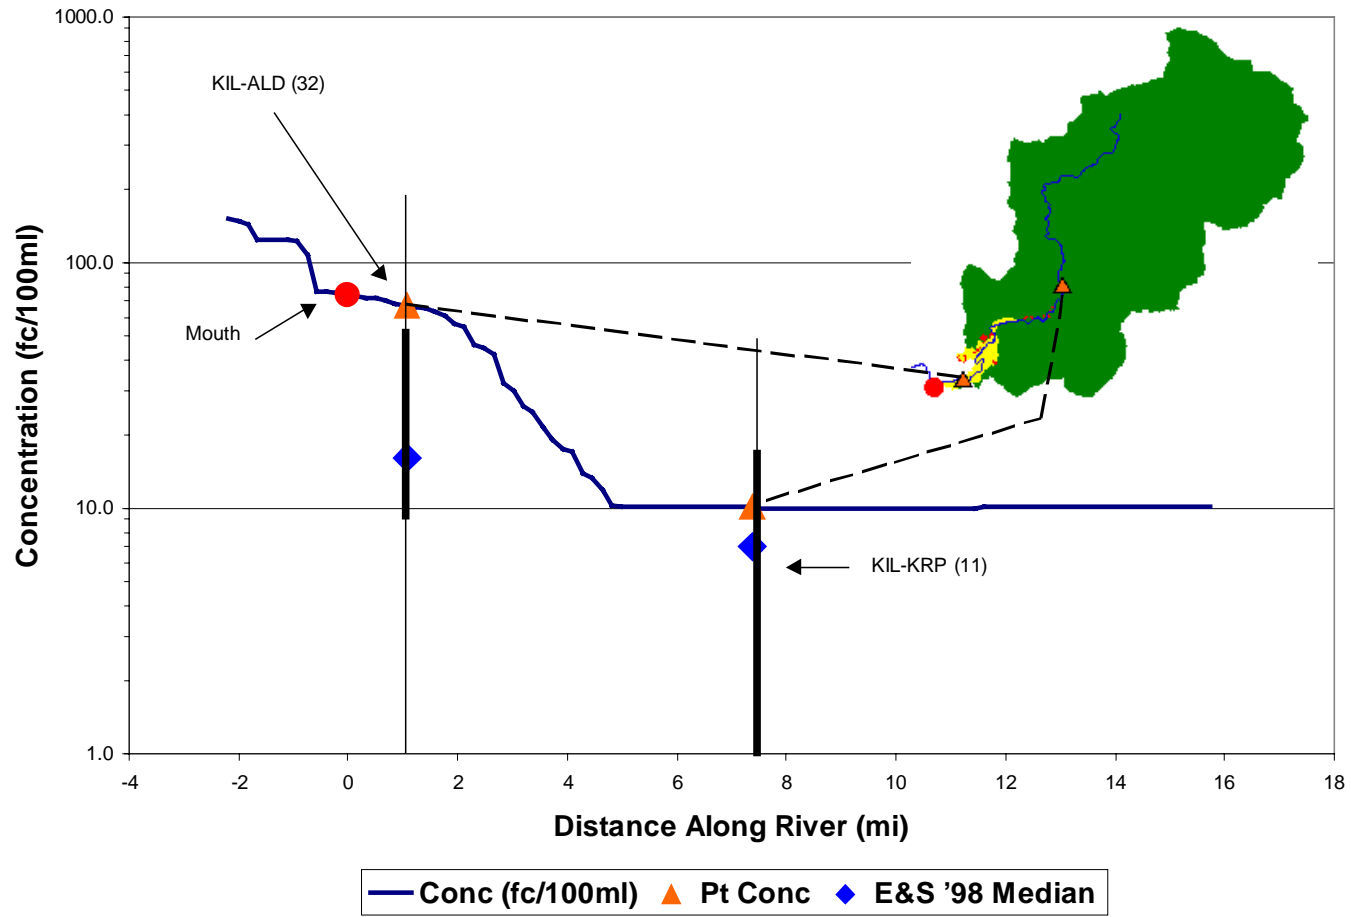 1000.0
100.0
10.0
1.0
Concentration (fc/100ml)
KIL-ALD (32)
Mouth
KIL-KRP (11)
-4 -2 0 2 4 6 8 10 12 14 16 18
Distance Along River (mi)
Conc (fc/100ml) Pt Conc E&S '98 Median